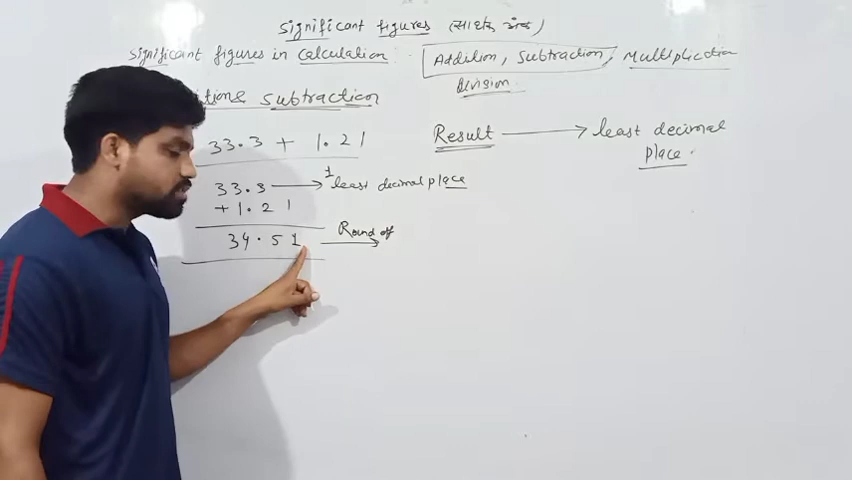 Significant figures (सार्थक अंक)
Significant figures in calculation
Addition, Subtraction, Multiplication
Division
subtraction
33.3 + 1.21
Result → least decimal
place.
33.3 → 1 least decimal place
+ 1.21
34.51 Round off →